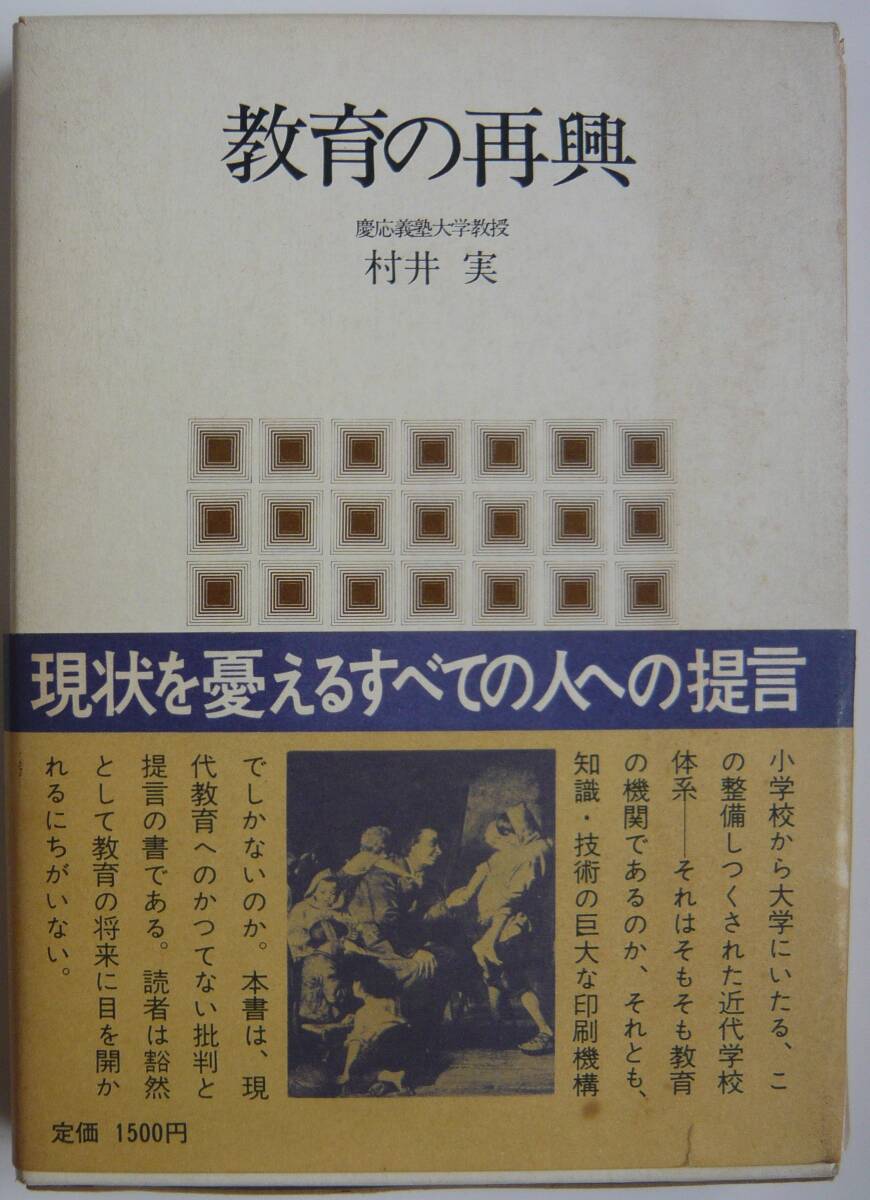 教育の再興
慶応義塾大学教授
村井 実
現状を憂えるすべての人への提言
小学校から大学にいたる、こ
の整備しつくされた近代学校
体系――それはそもそも教育
の機関であるのか、それとも、
知識・技術の巨大な印刷機構
でしかないのか。本書は、現
代教育へのかつてない批判と
提言の書である。読者は豁然
として教育の将来に目を開か
れるにちがいない。
定価 1500円